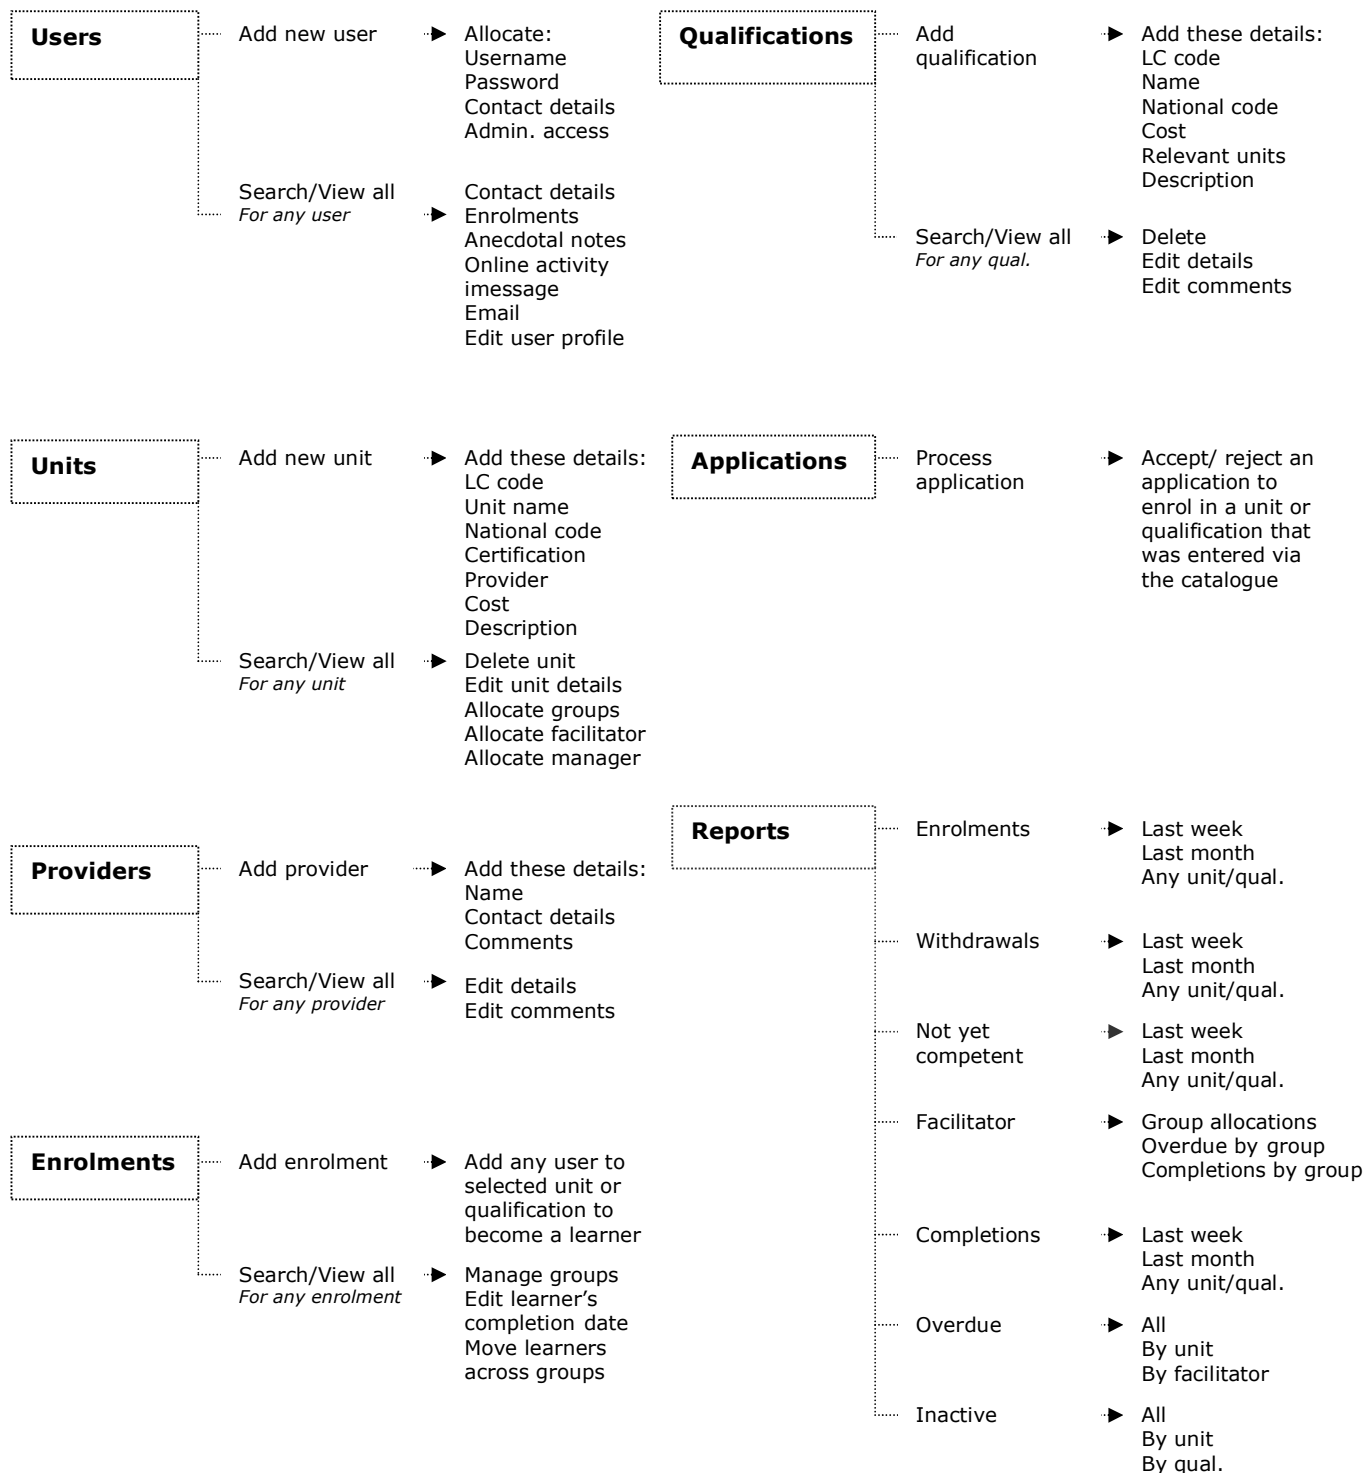 Users
Add new user
Allocate:
Username
Password
Contact details
Admin. access
Search/View all
For any user
Contact details
Enrolments
Anecdotal notes
Online activity
imessage
Email
Edit user profile
Qualifications
Add
qualification
Add these details:
LC code
Name
National code
Cost
Relevant units
Description
Search/View all
For any qual.
Delete
Edit details
Edit comments
Units
Add new unit
Add these details:
LC code
Unit name
National code
Certification
Provider
Cost
Description
Search/View all
For any unit
Delete unit
Edit unit details
Allocate groups
Allocate facilitator
Allocate manager
Applications
Process
application
Accept/ reject an
application to
enrol in a unit or
qualification that
was entered via
the catalogue
Providers
Add provider
Add these details:
Name
Contact details
Comments
Search/View all
For any provider
Edit details
Edit comments
Enrolments
Add enrolment
Add any user to
selected unit or
qualification to
become a learner
Search/View all
For any enrolment
Manage groups
Edit learner’s
completion date
Move learners
across groups
Reports
Enrolments
Last week
Last month
Any unit/qual.
Withdrawals
Last week
Last month
Any unit/qual.
Not yet
competent
Last week
Last month
Any unit/qual.
Facilitator
Group allocations
Overdue by group
Completions by group
Completions
Last week
Last month
Any unit/qual.
Overdue
All
By unit
By facilitator
Inactive
All
By unit
By qual.